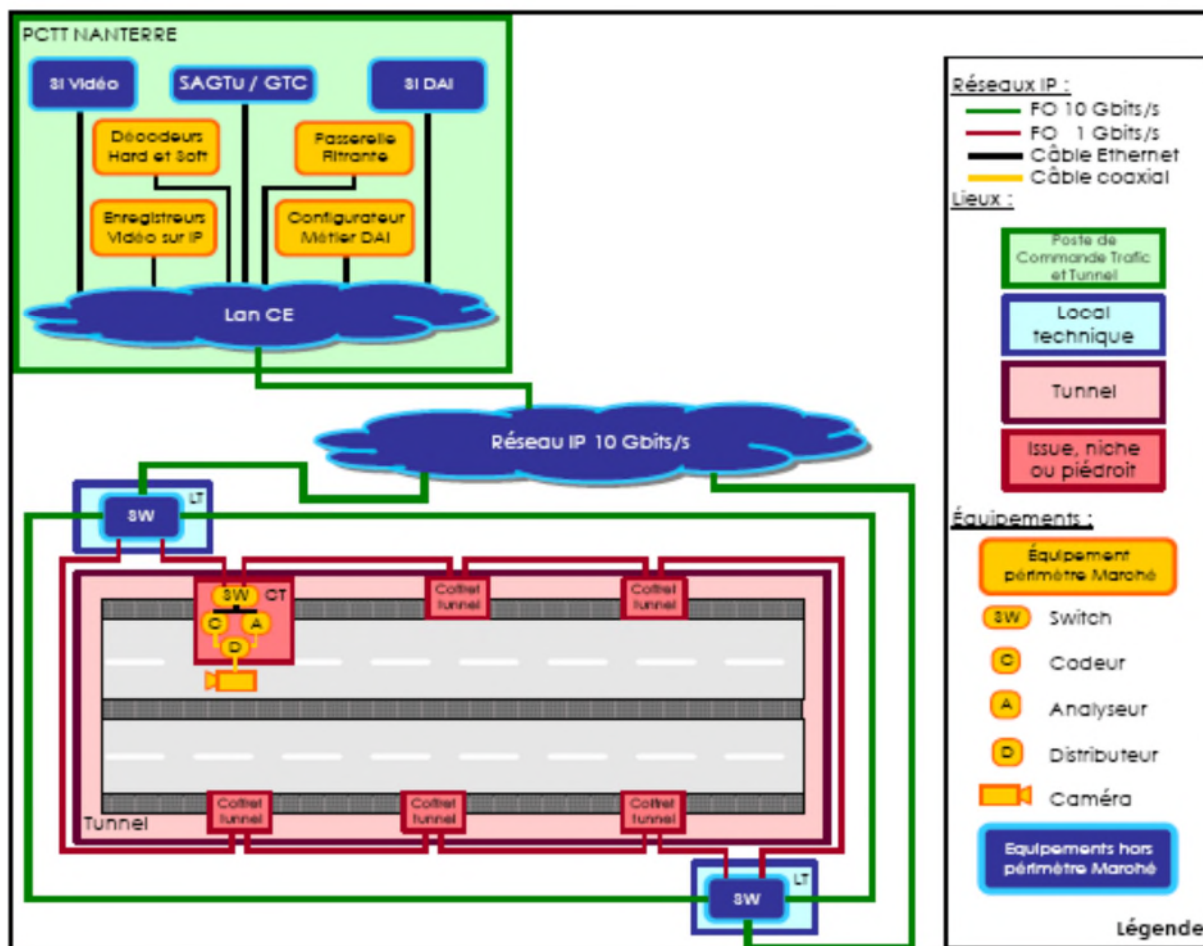 PCTT NANTERRE
SI Vidéo
SAGTu / GTC
SI DAI
Décodeurs
Hard et Soft
Passerelle
Filtrante
Enregistreurs
Vidéo sur IP
Configurateur
Métier DAI
Lan CE
Réseau IP 10 Gbits/s
LT
SW
SW
CT
C
A
D
Coffret
tunnel
Coffret
tunnel
Coffret
tunnel
Coffret
tunnel
Coffret
tunnel
Tunnel
LT
SW
Réseaux IP :
FO 10 Gbits/s
FO 1 Gbits/s
Câble Ethernet
Câble coaxial
Lieux :
Poste de
Commande Trafic
et Tunnel
Local
technique
Tunnel
Issue, niche
ou piédroit
Équipements :
Équipement
périmètre Marché
SW Switch
C Codeur
A Analyseur
D Distributeur
Caméra
Equipements hors
périmètre Marché
Légende